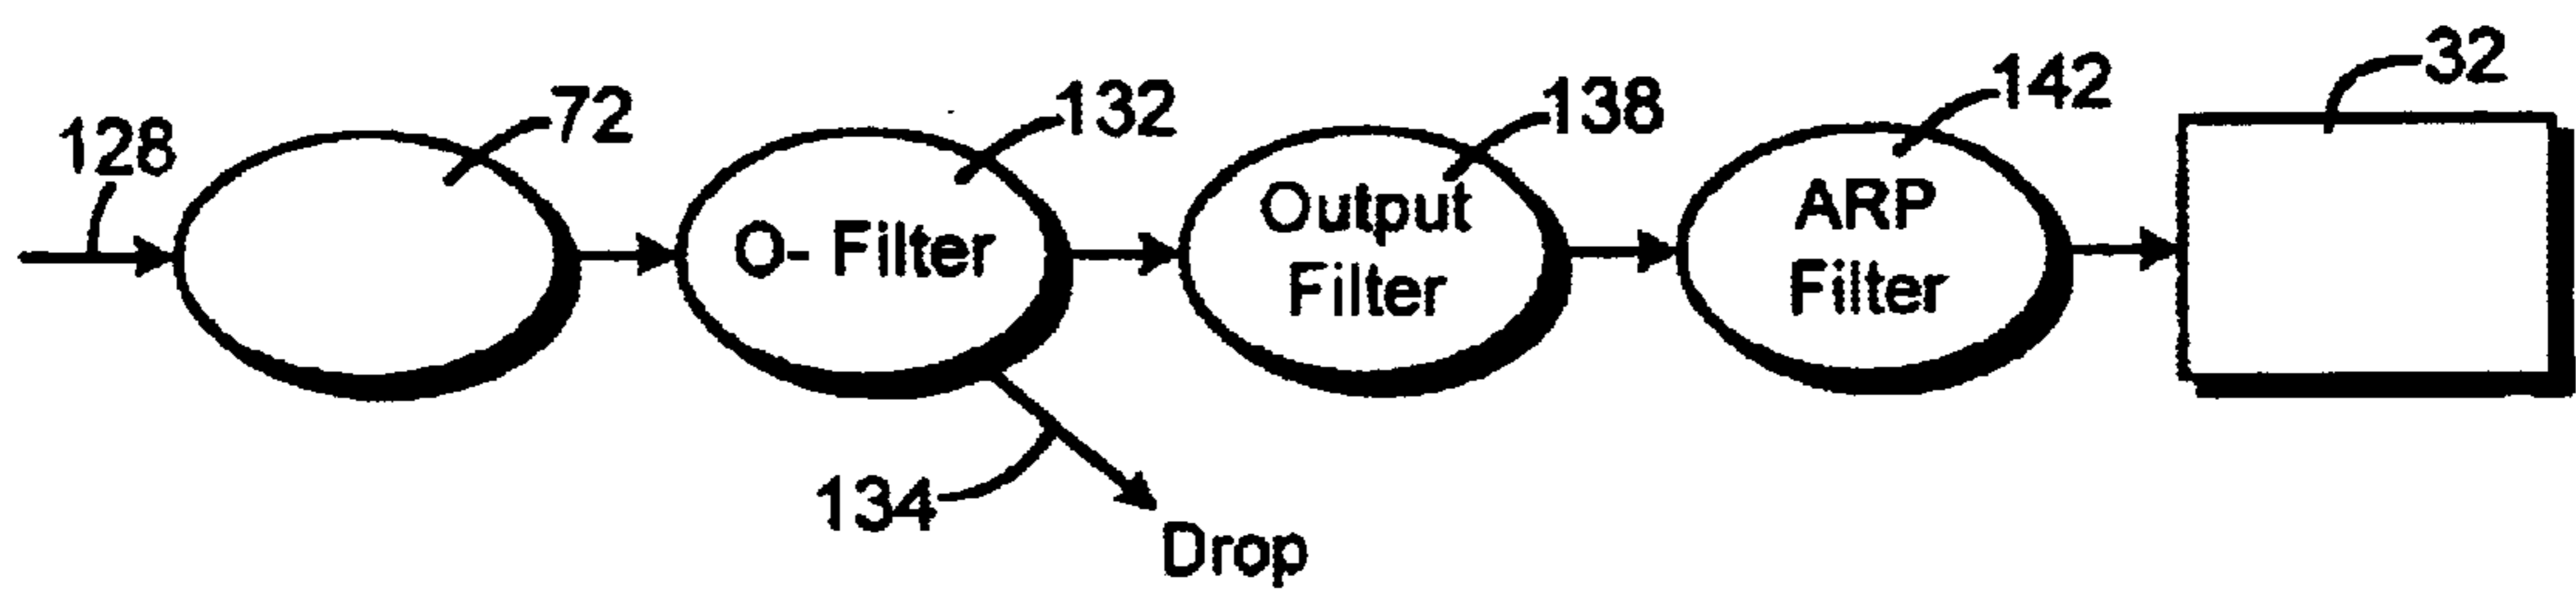 128
72
132
138
142
32
O- Filter
Output
Filter
ARP
Filter
134
Drop